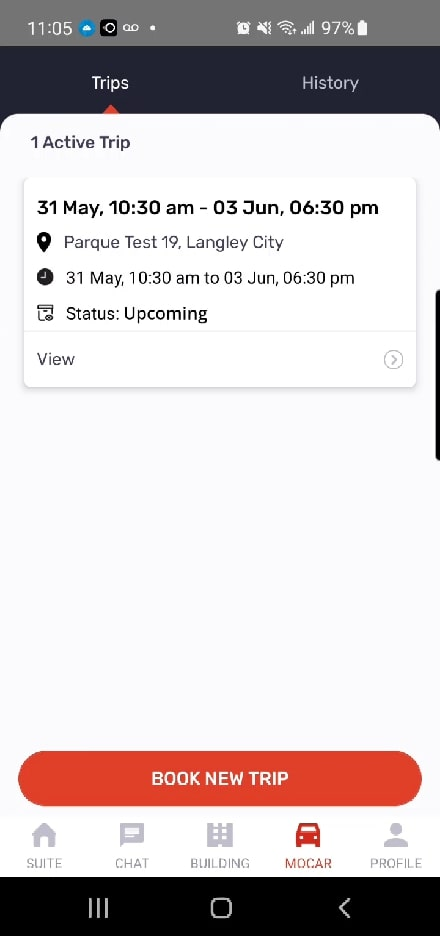 11:05
97%
Trips
History
1 Active Trip
31 May, 10:30 am - 03 Jun, 06:30 pm
Parque Test 19, Langley City
31 May, 10:30 am to 03 Jun, 06:30 pm
Status: Upcoming
View
BOOK NEW TRIP
SUITE
CHAT
BUILDING
MOCAR
PROFILE